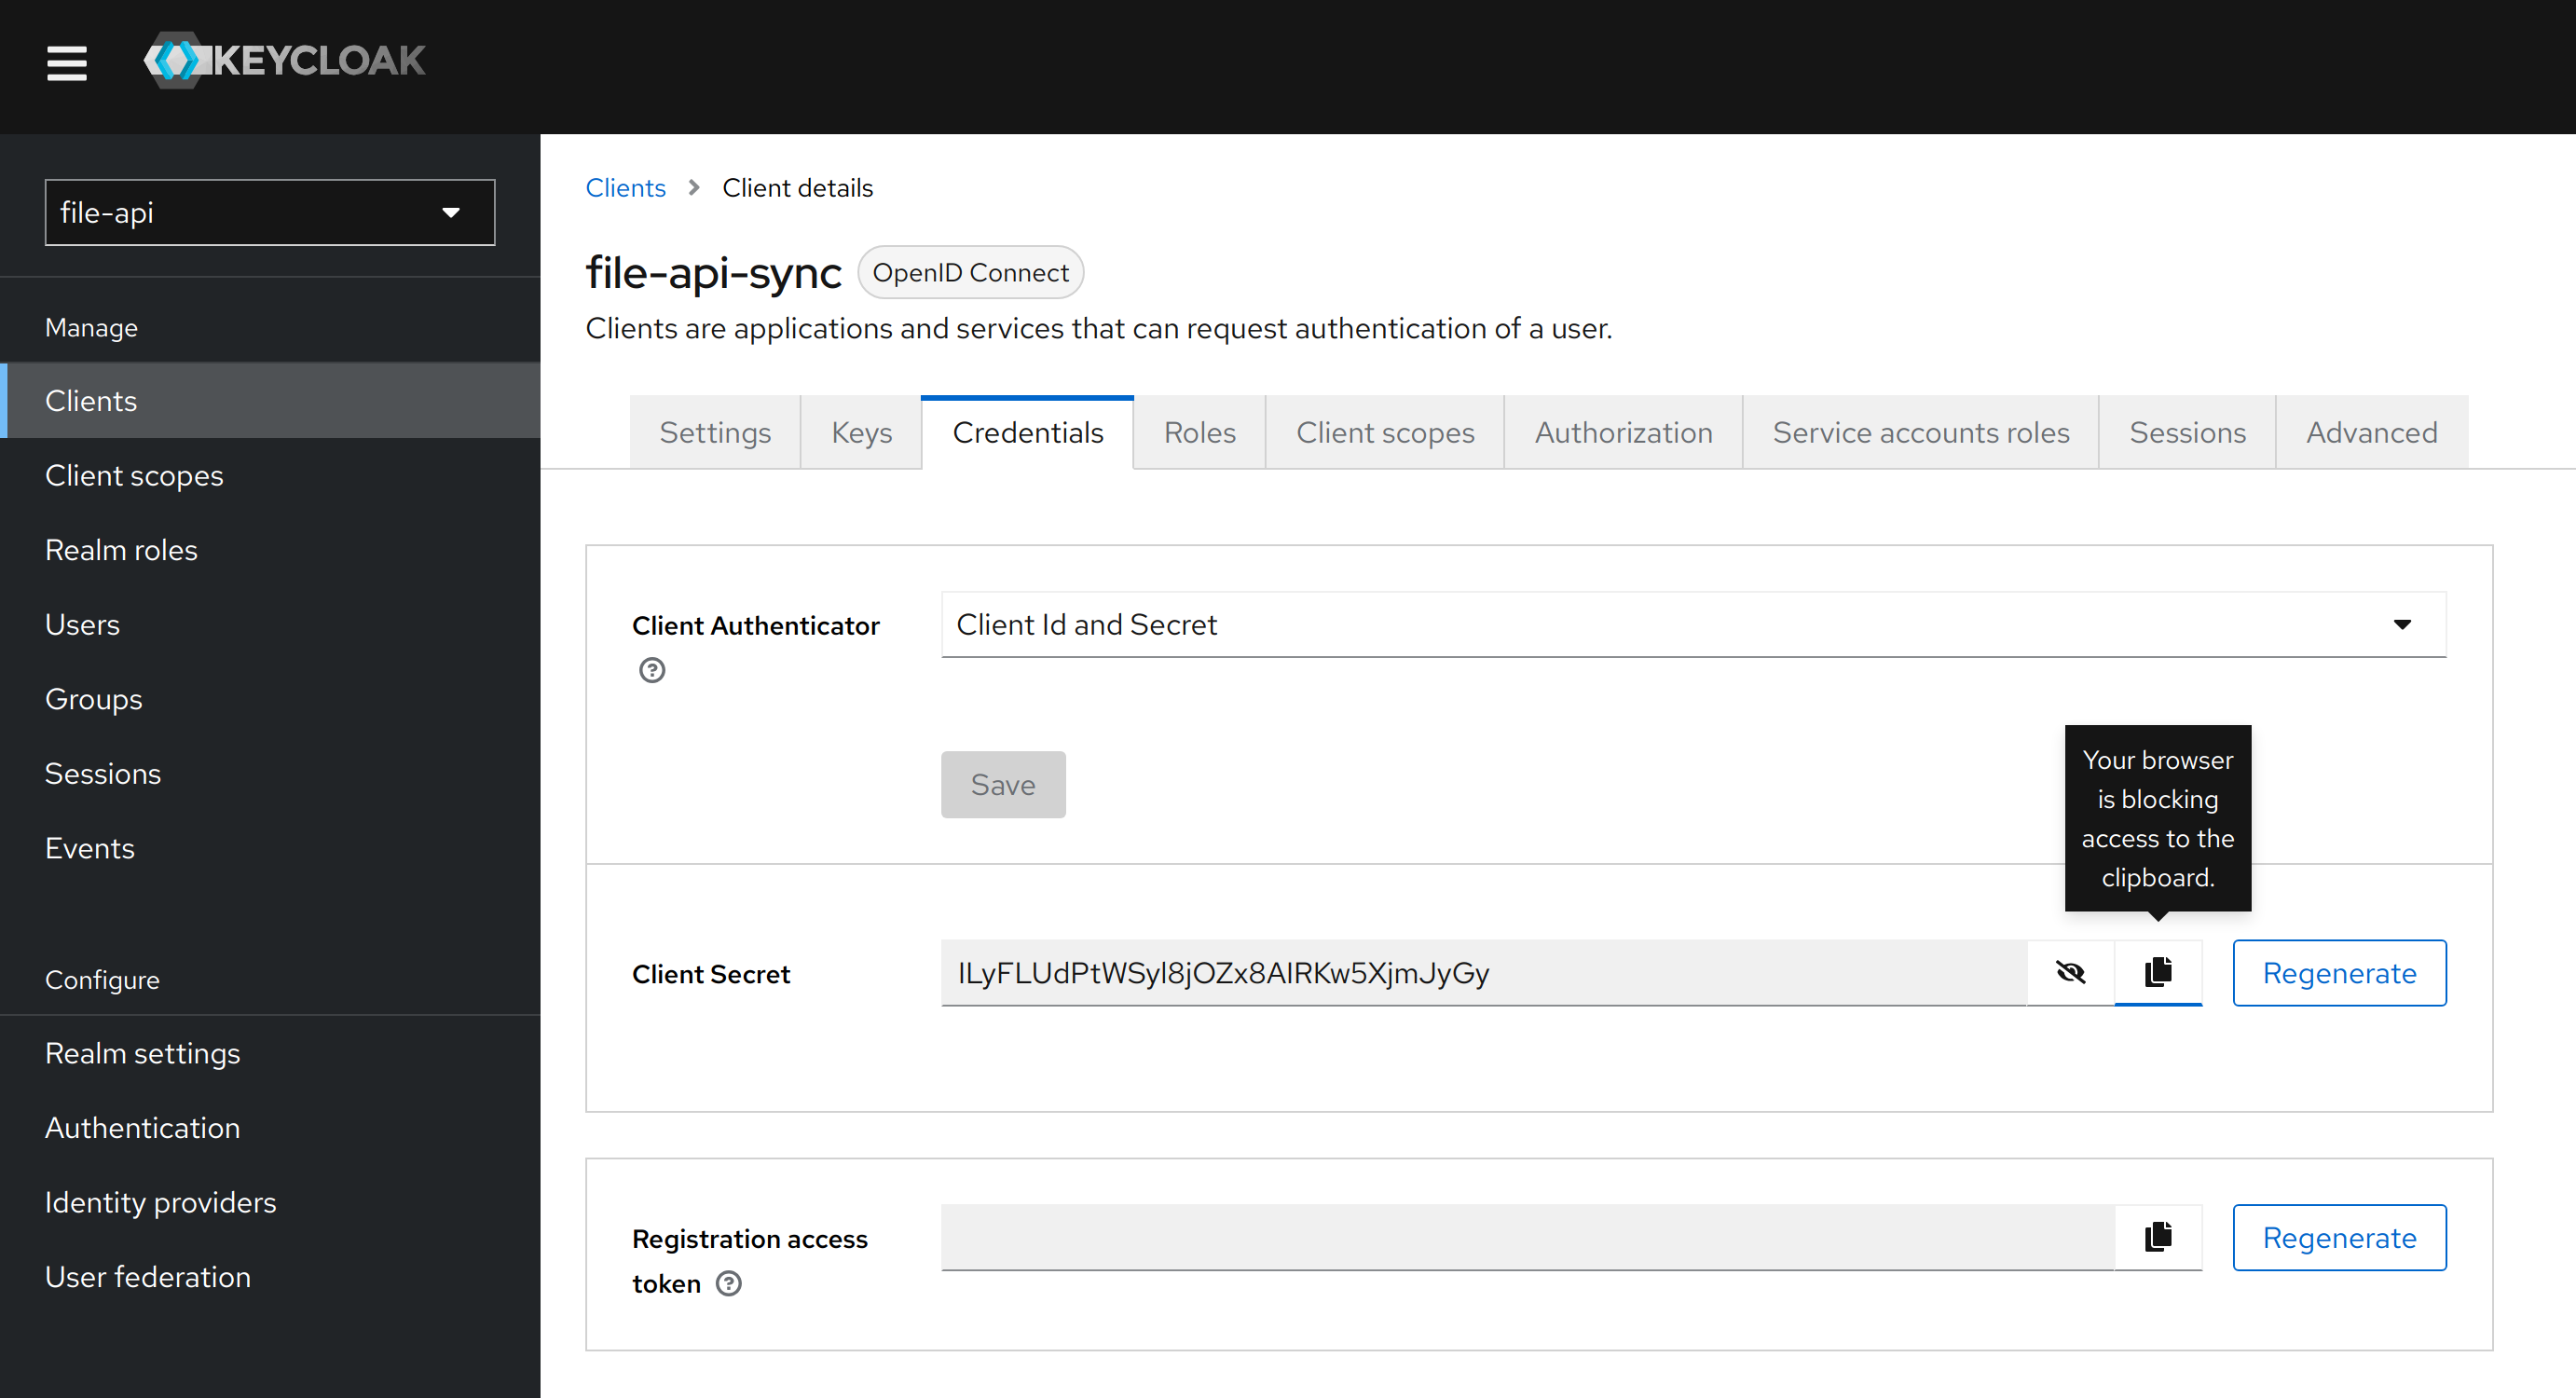 KEYCLOAK
file-api
Manage
Clients
Client scopes
Realm roles
Users
Groups
Sessions
Events
Configure
Realm settings
Authentication
Identity providers
User federation
Clients > Client details
file-api-sync OpenID Connect
Clients are applications and services that can request authentication of a user.
Settings Keys Credentials Roles Client scopes Authorization Service accounts roles Sessions Advanced
Client Authenticator Client Id and Secret
Save
Your browser
is blocking
access to the
clipboard.
Client Secret ILyFLUdPtWSyl8jOZx8AIRKw5XjmJyGy Regenerate
Registration access
token
Regenerate